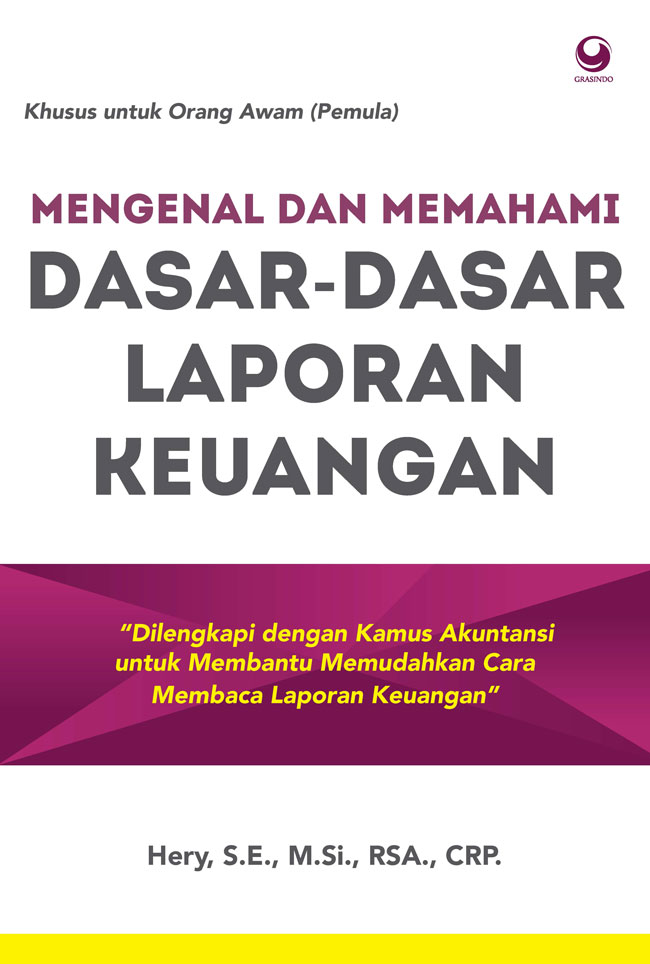 GRASINDO
Khusus untuk Orang Awam (Pemula)
MENGENAL DAN MEMAHAMI
DASAR-DASAR
LAPORAN
KEUANGAN
“Dilengkapi dengan Kamus Akuntansi
untuk Membantu Memudahkan Cara
Membaca Laporan Keuangan”
Hery, S.E., M.Si., RSA., CRP.